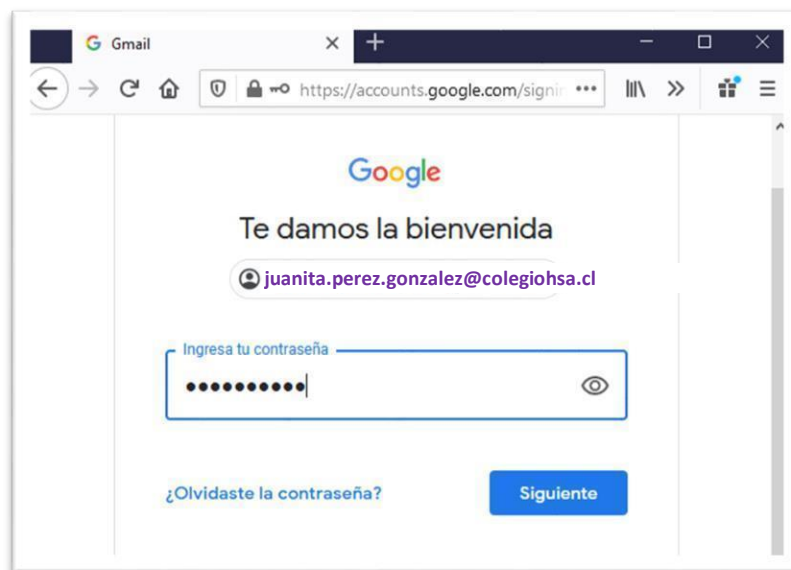 G Gmail
https://accounts.google.com/signin
Google
Te damos la bienvenida
juanita.perez.gonzalez@colegiohsa.cl
Ingresa tu contraseña
••••••••••
¿Olvidaste la contraseña?
Siguiente